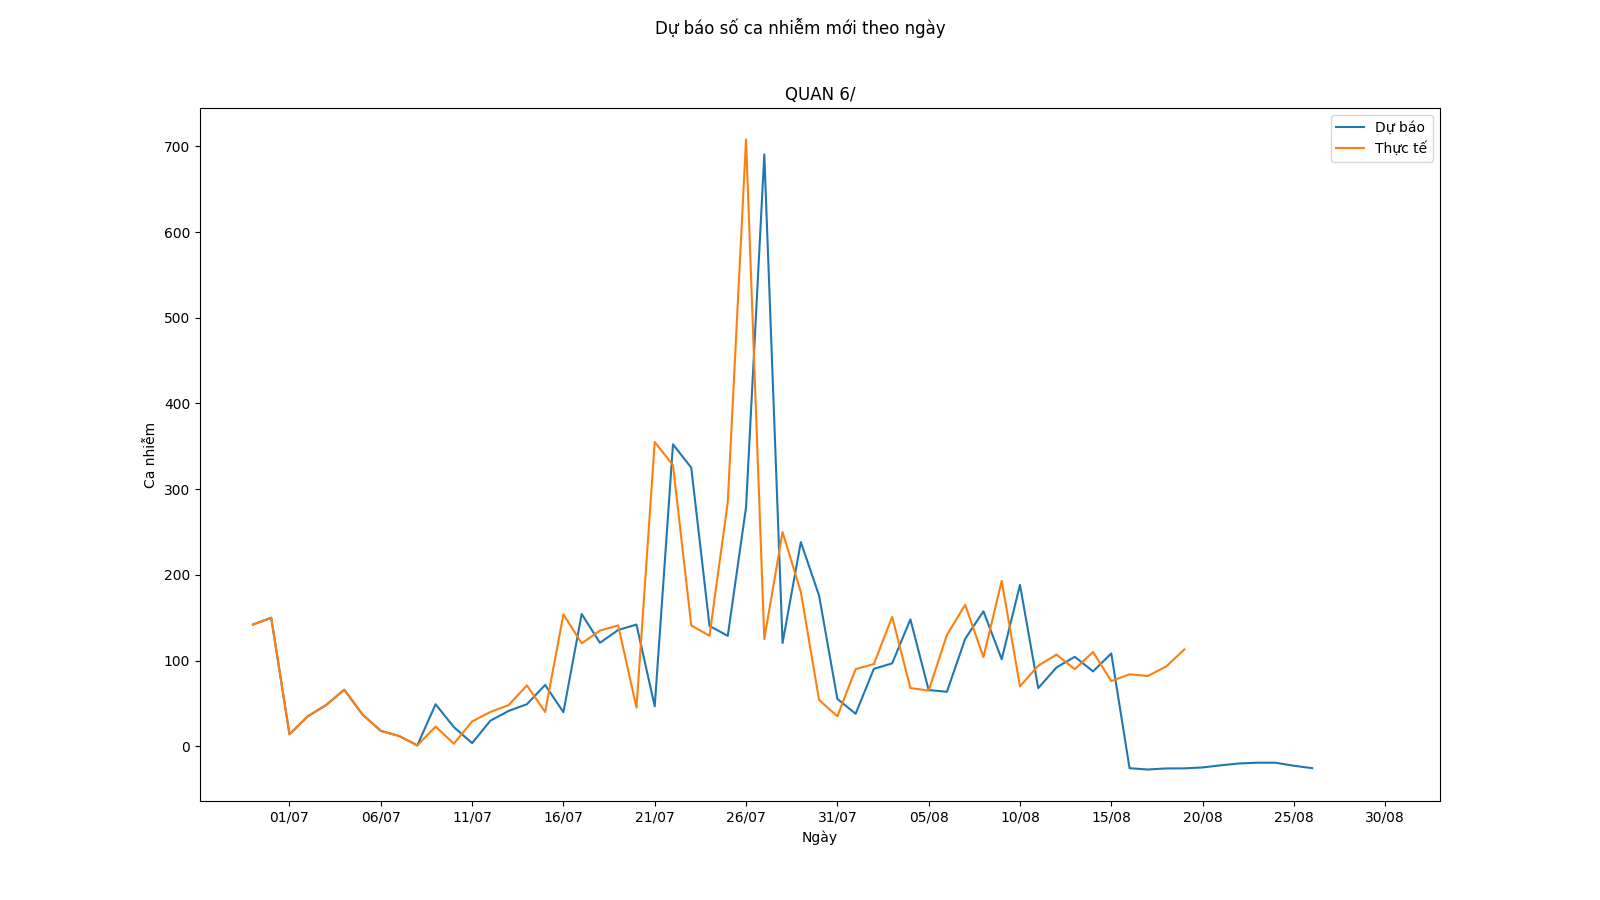 Dự báo số ca nhiễm mới theo ngày
QUAN 6/
Dự báo
Thực tế
700
600
500
400
300
200
100
0
Ca nhiễm
01/07 06/07 11/07 16/07 21/07 26/07 31/07 05/08 10/08 15/08 20/08 25/08 30/08
Ngày